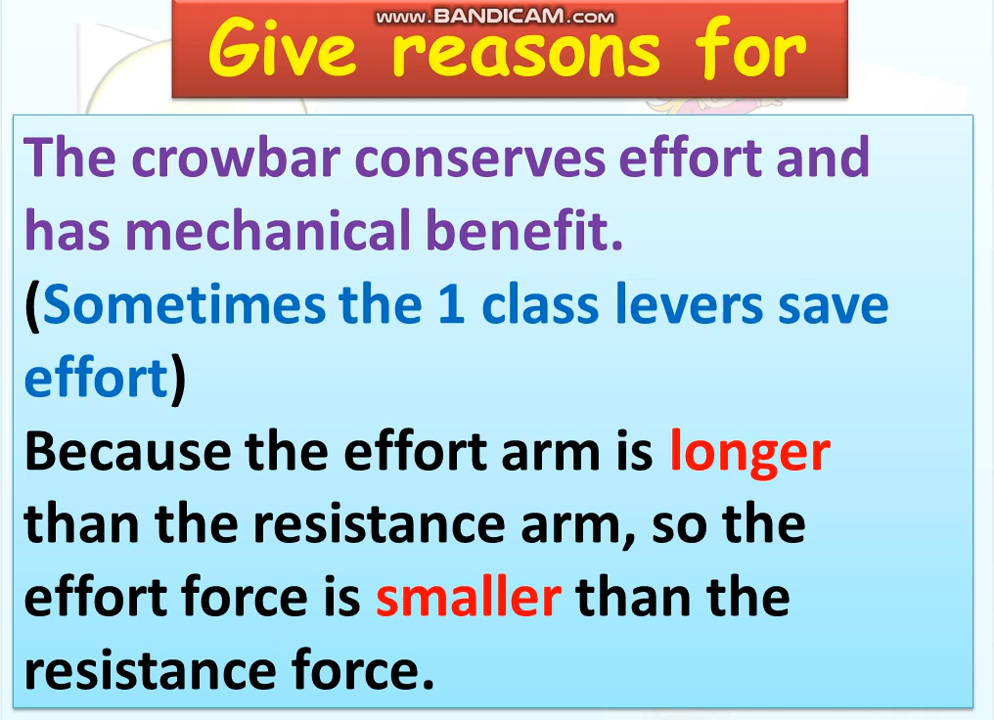 www.BANDICAM.com
Give reasons for
The crowbar conserves effort and
has mechanical benefit.
(Sometimes the 1 class levers save
effort)
Because the effort arm is longer
than the resistance arm, so the
effort force is smaller than the
resistance force.